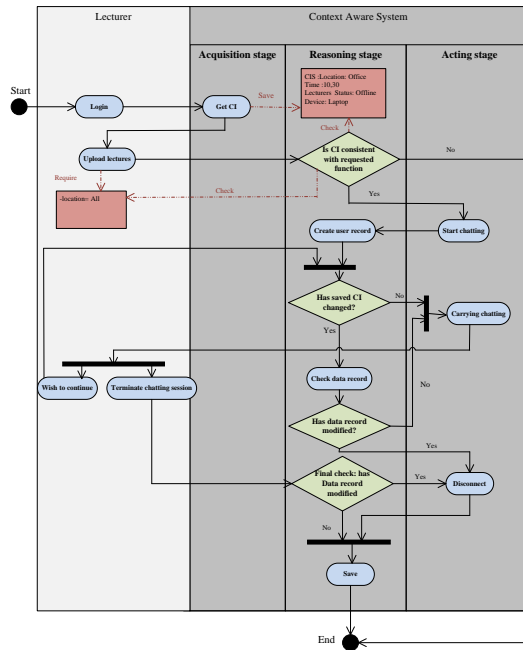 Lecturer
Context Aware System
Acquisition stage
Reasoning stage
Acting stage
CIS :Location: Office
Time :10,30
Lecturers Status: Offline
Device: Laptop
Start
Login
Get CI
Save
Check
Upload lectures
Is CI consistent
with requested
function
No
Require
Check
-location= All
Yes
Create user record
Start chatting
Has saved CI
changed?
No
Carrying chatting
Yes
Wish to continue
Terminate chatting session
Check data record
No
Has data record
modified?
Yes
Final check: has
Data record
modified
Yes
Disconnect
No
Save
End